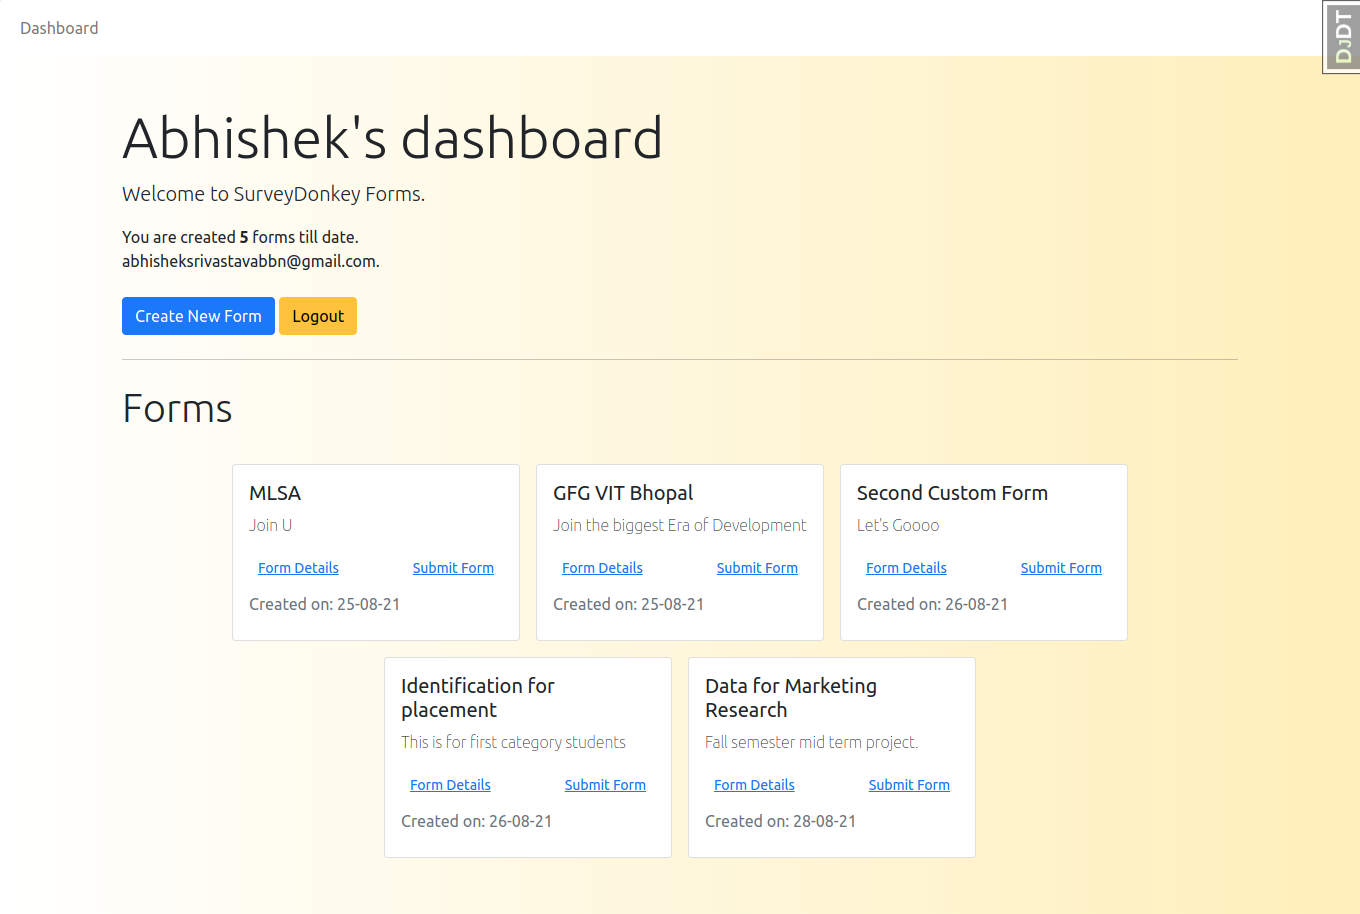 Dashboard
DJDT
Abhishek's dashboard
Welcome to SurveyDonkey Forms.
You are created 5 forms till date.
abhisheksrivastavabbn@gmail.com.
Create New Form Logout
Forms
MLSA
Join U
Form Details Submit Form
Created on: 25-08-21
GFG VIT Bhopal
Join the biggest Era of Development
Form Details Submit Form
Created on: 25-08-21
Second Custom Form
Let's Goooo
Form Details Submit Form
Created on: 26-08-21
Identification for
placement
This is for first category students
Form Details Submit Form
Created on: 26-08-21
Data for Marketing
Research
Fall semester mid term project.
Form Details Submit Form
Created on: 28-08-21